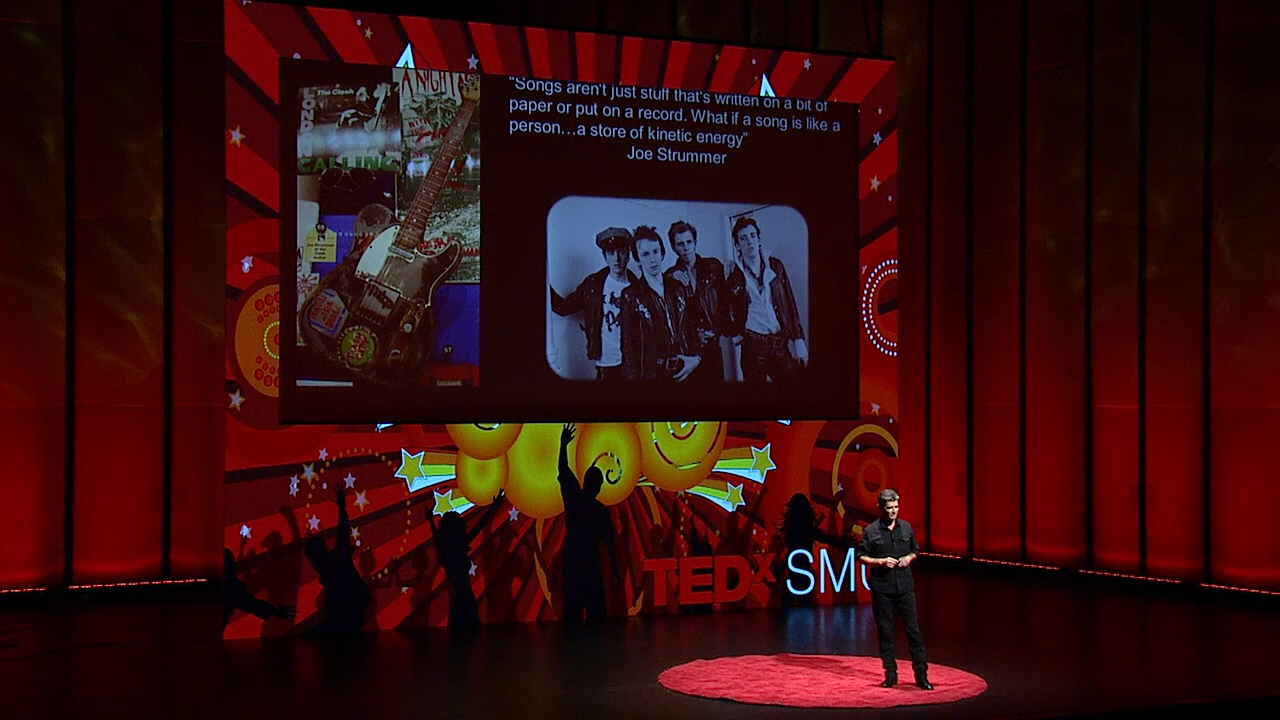 The Clash
CALLING
A NIGHT
"Songs aren't just stuff that's written on a bit of
paper or put on a record. What if a song is like a
person…a store of kinetic energy"
Joe Strummer
TEDx SMU